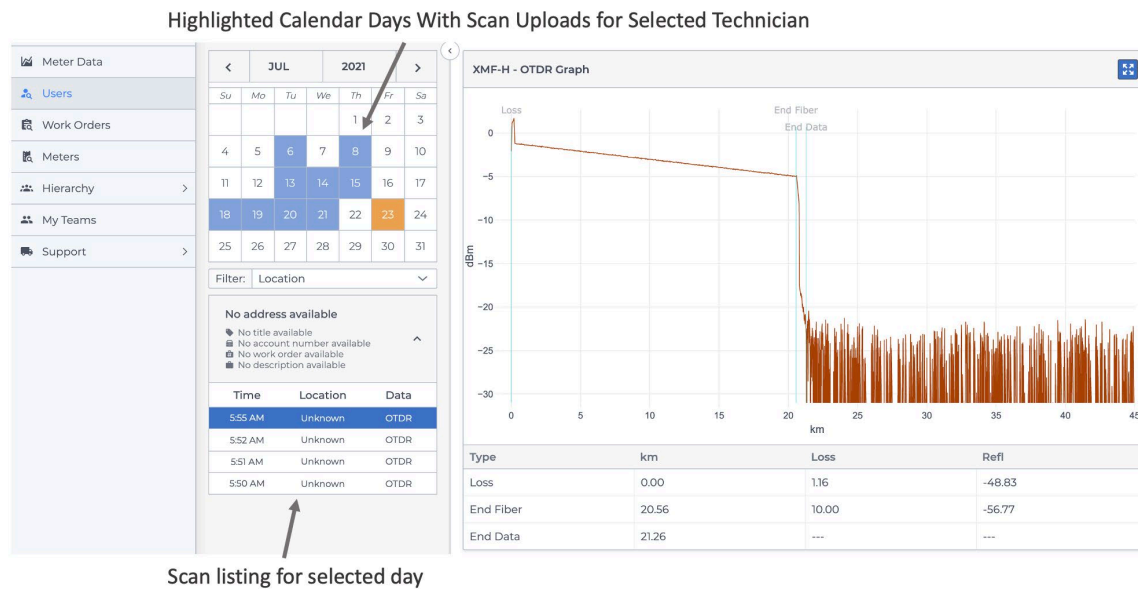 Highlighted Calendar Days With Scan Uploads for Selected Technician
Meter Data
Users
Work Orders
Meters
Hierarchy
My Teams
Support
JUL 2021
Su Mo Tu We Th Fr Sa
1 2 3
4 5 6 7 8 9 10
11 12 13 14 15 16 17
18 19 20 21 22 23 24
25 26 27 28 29 30 31
Filter: Location
No address available
No title available
No account number available
No work order available
No description available
Time Location Data
5:55 AM Unknown OTDR
5:52 AM Unknown OTDR
5:51 AM Unknown OTDR
5:50 AM Unknown OTDR
Scan listing for selected day
XMF-H - OTDR Graph
Loss End Fiber
End Data
0
-5
-10
-15
-20
-25
-30
dBm
0 5 10 15 20 25 30 35 40 45
km
Type km Loss Refl
Loss 0.00 1.16 -48.83
End Fiber 20.56 10.00 -56.77
End Data 21.26 --- ---